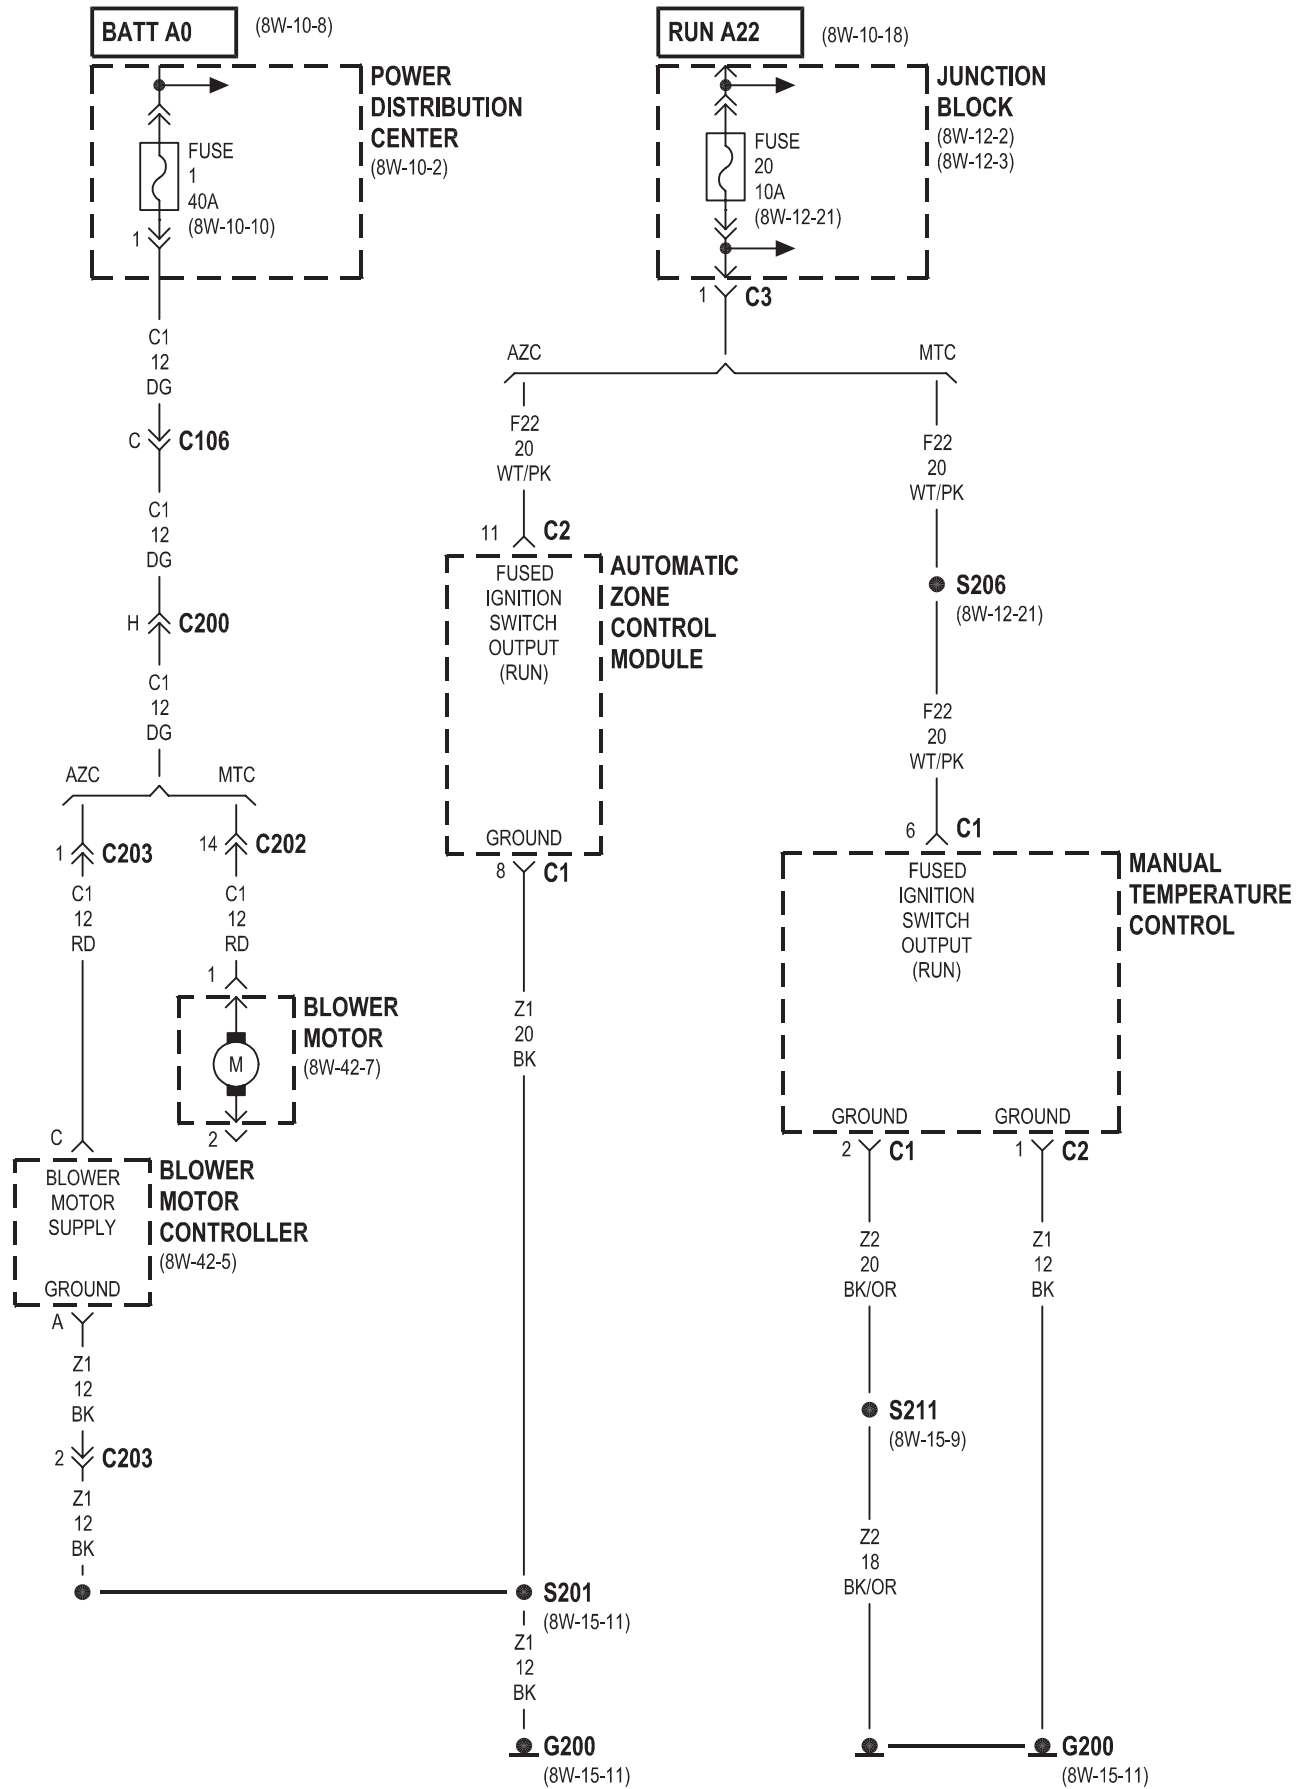 BATT A0
(8W-10-8)
RUN A22
(8W-10-18)
POWER
DISTRIBUTION
CENTER
(8W-10-2)
FUSE
1
40A
(8W-10-10)
1
JUNCTION
BLOCK
(8W-12-2)
(8W-12-3)
FUSE
20
10A
(8W-12-21)
1
C3
C1
12
DG
C
C106
C1
12
DG
H
C200
C1
12
DG
AZC
MTC
1
C203
14
C202
C1
12
RD
C1
12
RD
1
BLOWER
MOTOR
(8W-42-7)
M
2
C
BLOWER
MOTOR
SUPPLY
GROUND
BLOWER
MOTOR
CONTROLLER
(8W-42-5)
A
Z1
12
BK
2
C203
Z1
12
BK
AZC
MTC
F22
20
WT/PK
11
C2
FUSED
IGNITION
SWITCH
OUTPUT
(RUN)
GROUND
AUTOMATIC
ZONE
CONTROL
MODULE
8
C1
Z1
20
BK
S201
(8W-15-11)
Z1
12
BK
G200
(8W-15-11)
F22
20
WT/PK
S206
(8W-12-21)
F22
20
WT/PK
6
C1
FUSED
IGNITION
SWITCH
OUTPUT
(RUN)
MANUAL
TEMPERATURE
CONTROL
GROUND
GROUND
2
C1
1
C2
Z2
20
BK/OR
Z1
12
BK
S211
(8W-15-9)
Z2
18
BK/OR
G200
(8W-15-11)